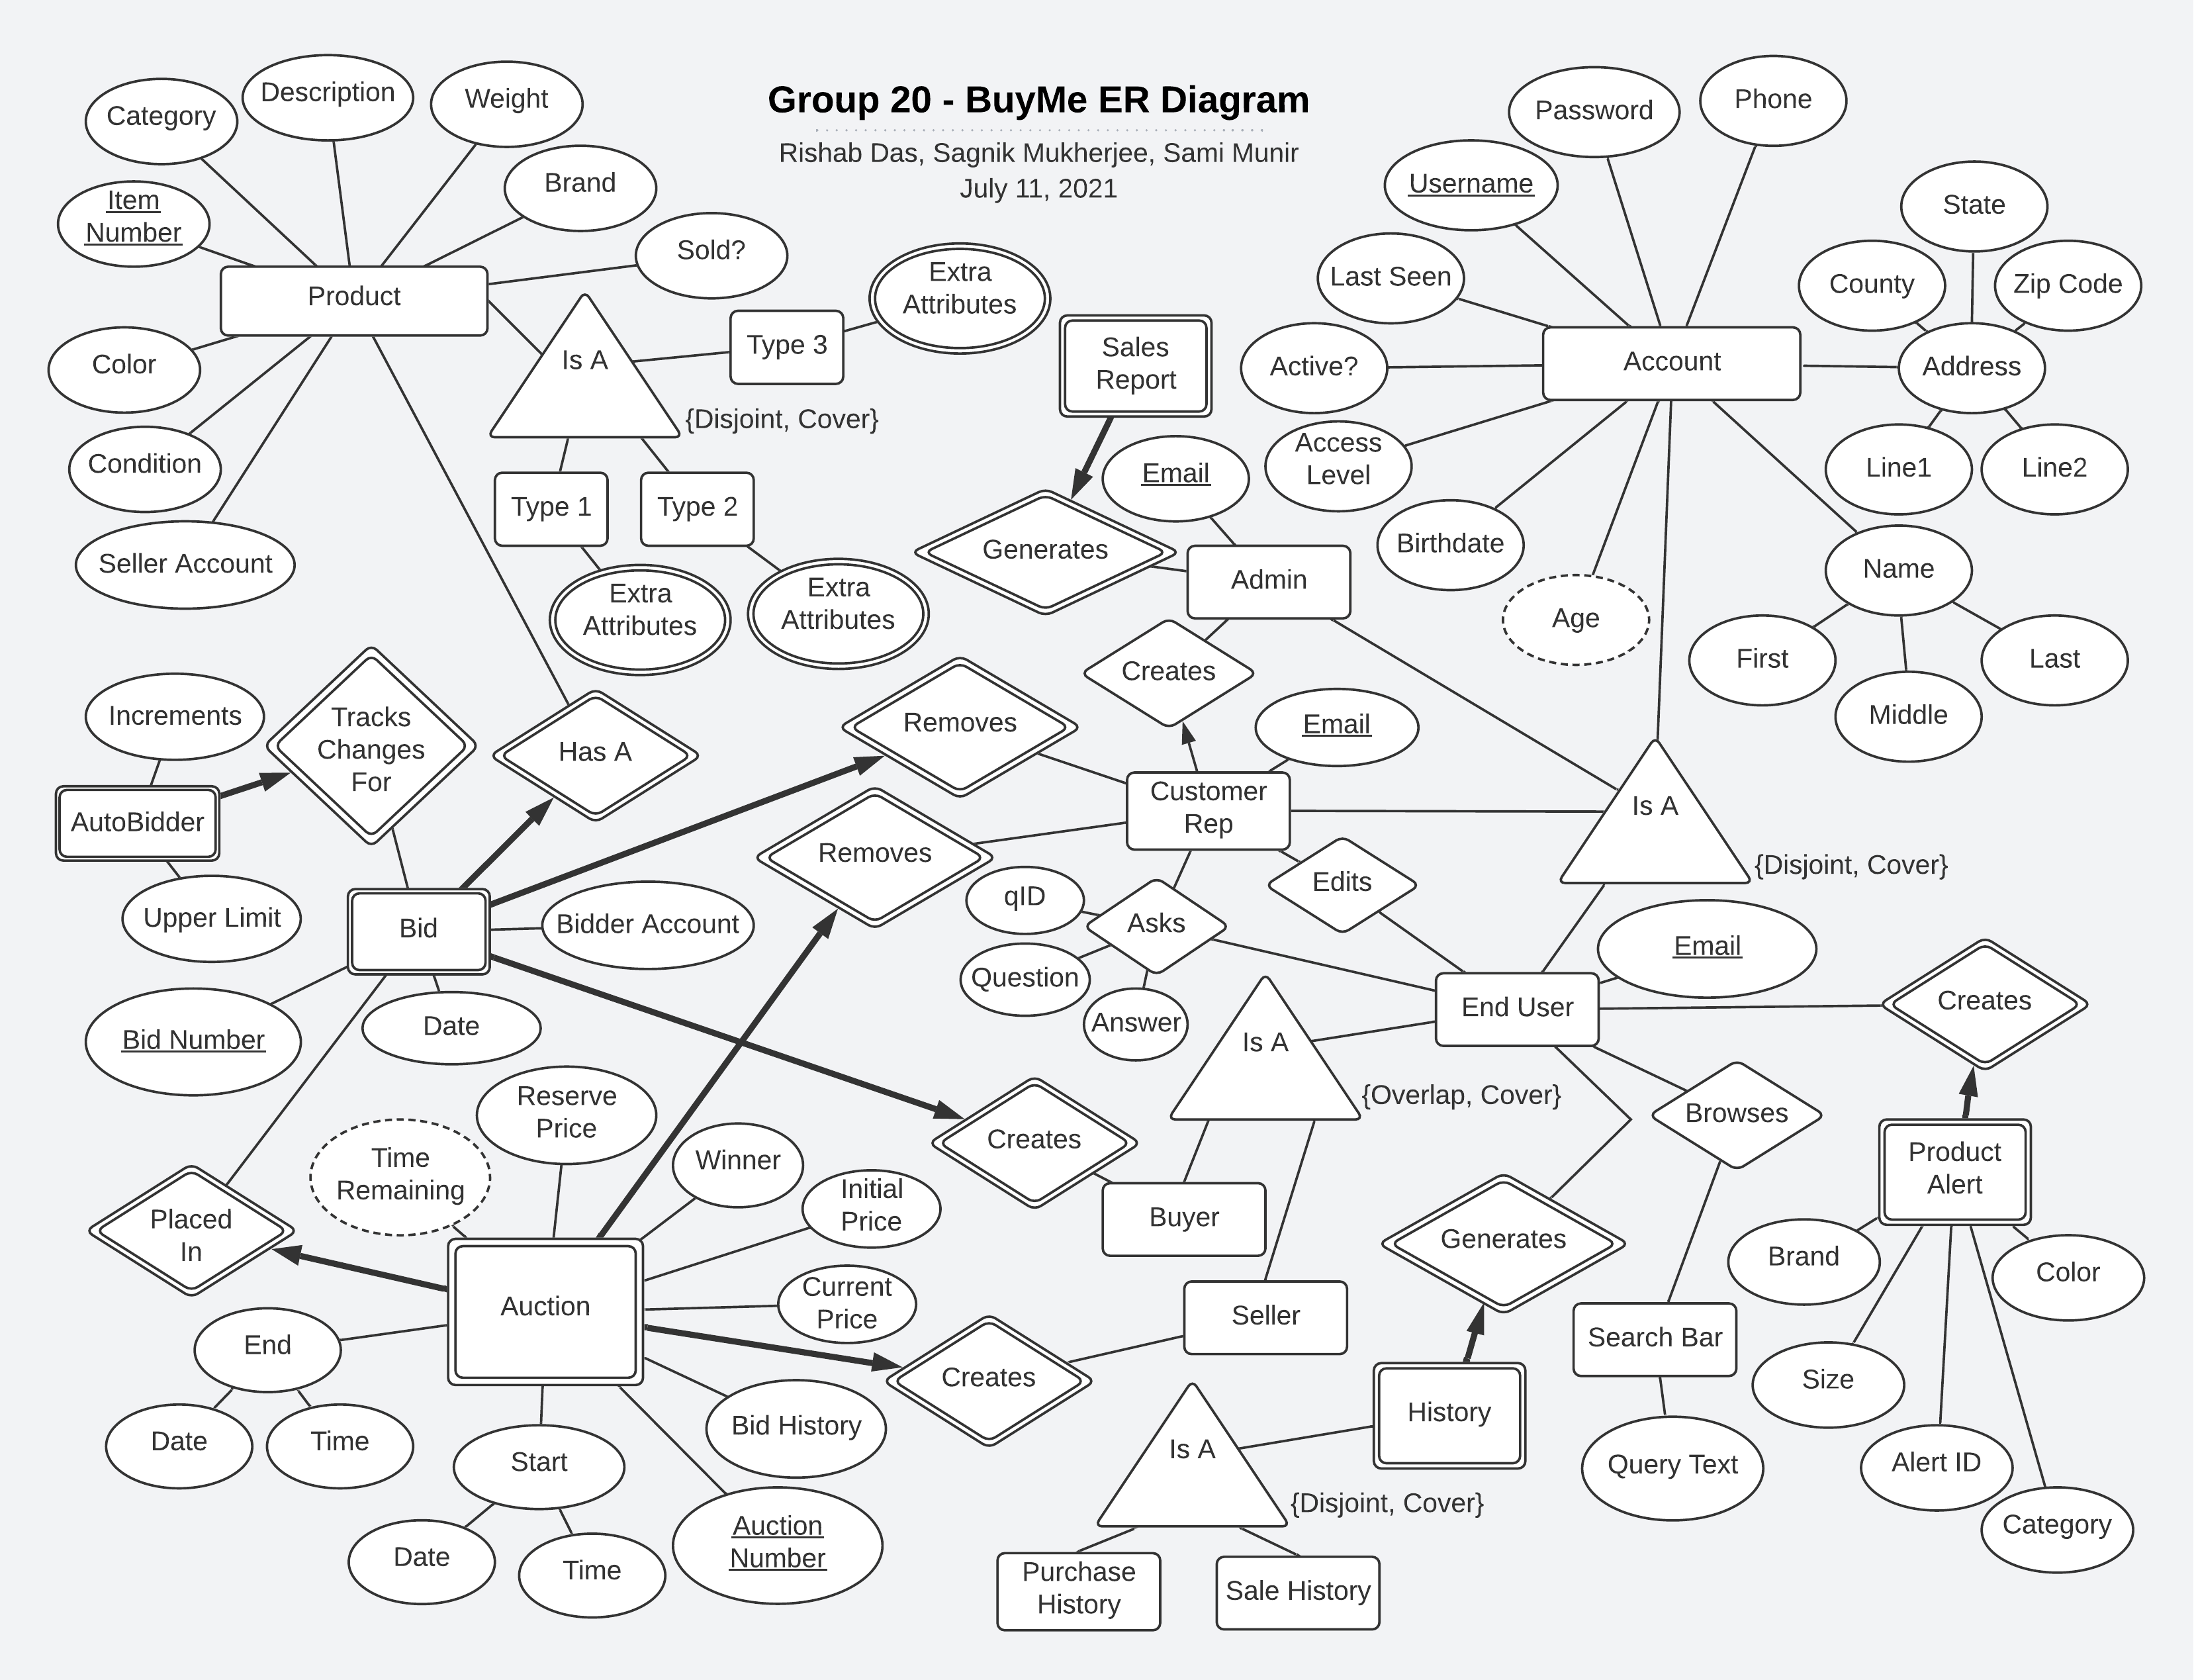 Group 20 - BuyMe ER Diagram
Rishab Das, Sagnik Mukherjee, Sami Munir
July 11, 2021
Category
Description
Weight
Item
Number
Brand
Sold?
Product
Color
Condition
Seller Account
Is A
{Disjoint, Cover}
Type 3
Extra
Attributes
Type 1
Type 2
Extra
Attributes
Extra
Attributes
Sales
Report
Generates
Email
Admin
Creates
Password
Phone
Username
Last Seen
Active?
Access
Level
Birthdate
Age
Account
State
County
Zip Code
Address
Line1
Line2
Name
First
Middle
Last
Is A
{Disjoint, Cover}
Increments
Tracks
Changes
For
Has A
AutoBidder
Upper Limit
Bid
Bidder Account
Bid Number
Date
Removes
Removes
Email
Customer
Rep
Edits
qID
Asks
Question
Answer
End User
Email
Creates
Is A
{Overlap, Cover}
Browses
Product
Alert
Creates
Buyer
Seller
Generates
Search Bar
Query Text
Brand
Color
Size
Alert ID
Category
Reserve
Price
Time
Remaining
Winner
Initial
Price
Placed
In
Auction
Current
Price
End
Date
Time
Start
Date
Time
Bid History
Auction
Number
Creates
History
Is A
{Disjoint, Cover}
Purchase
History
Sale History